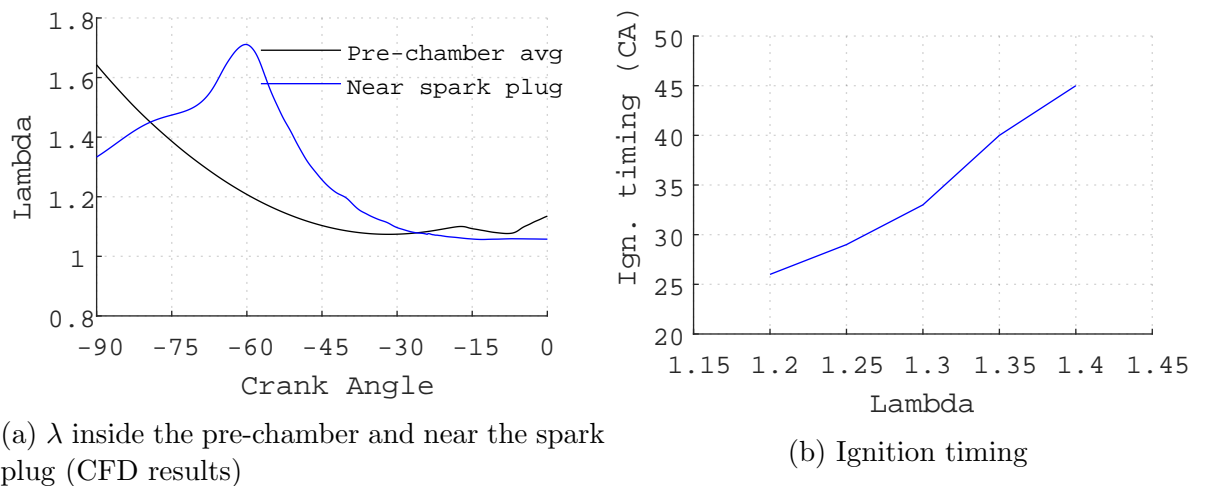 1.8
1.6
1.4
1.2
1
0.8
Lambda
-90 -75 -60 -45 -30 -15 0
Crank Angle
Pre-chamber avg
Near spark plug
(a) λ inside the pre-chamber and near the spark
plug (CFD results)
50
45
40
35
30
25
20
Ign. timing (CA)
1.15 1.2 1.25 1.3 1.35 1.4 1.45
Lambda
(b) Ignition timing